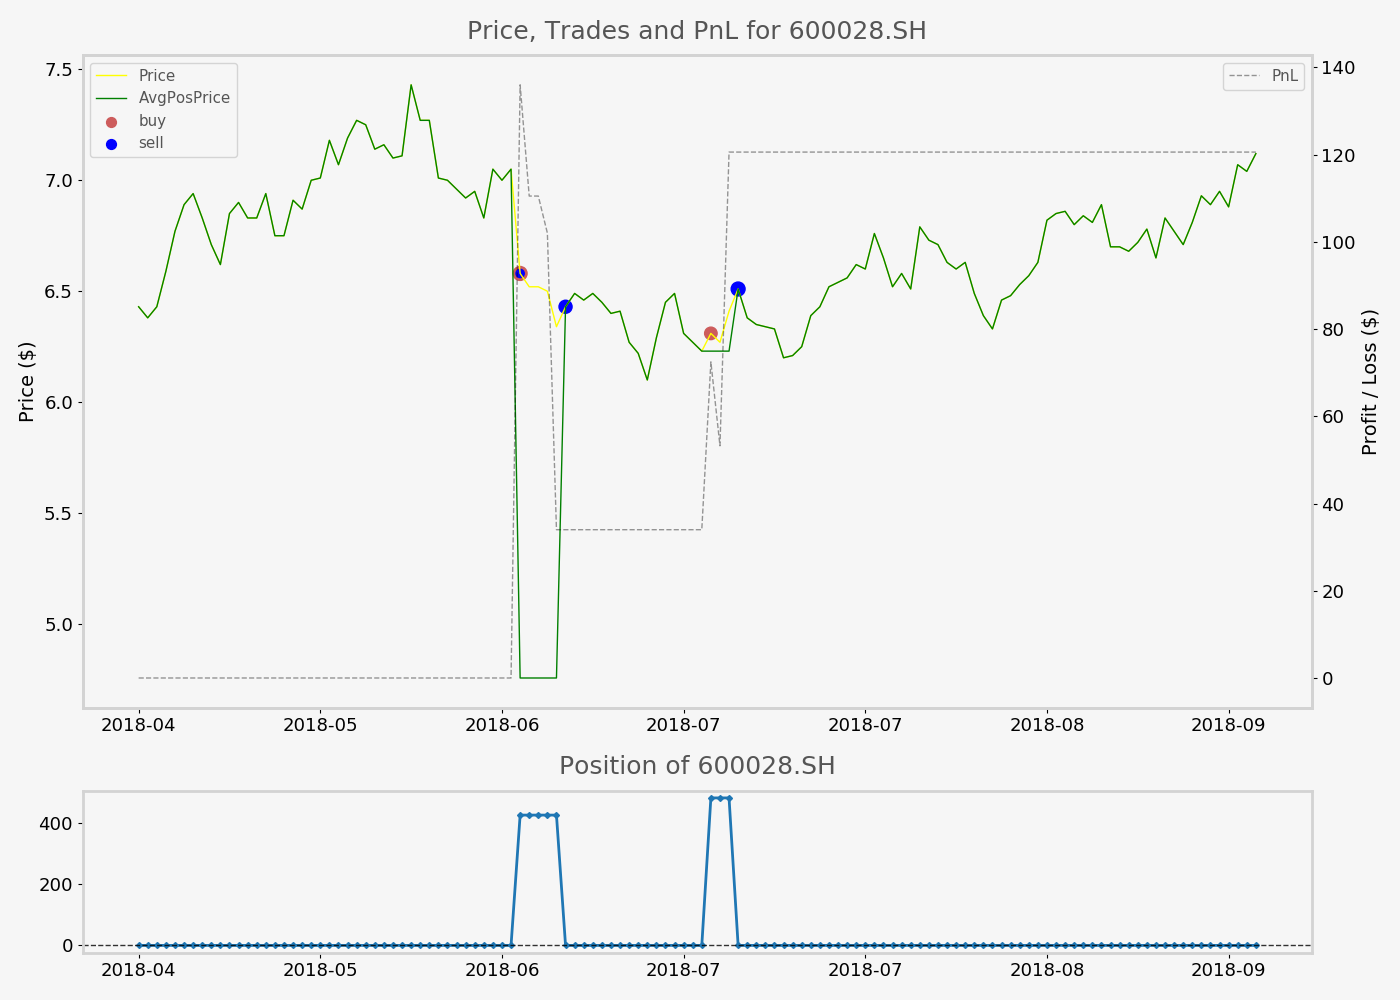 Price, Trades and PnL for 600028.SH
Price
AvgPosPrice
buy
sell
PnL
7.5
7.0
6.5
6.0
5.5
5.0
Price ($)
140
120
100
80
60
40
20
0
Profit / Loss ($)
2018-04 2018-05 2018-06 2018-07 2018-07 2018-08 2018-09
Position of 600028.SH
400
200
0
2018-04 2018-05 2018-06 2018-07 2018-07 2018-08 2018-09